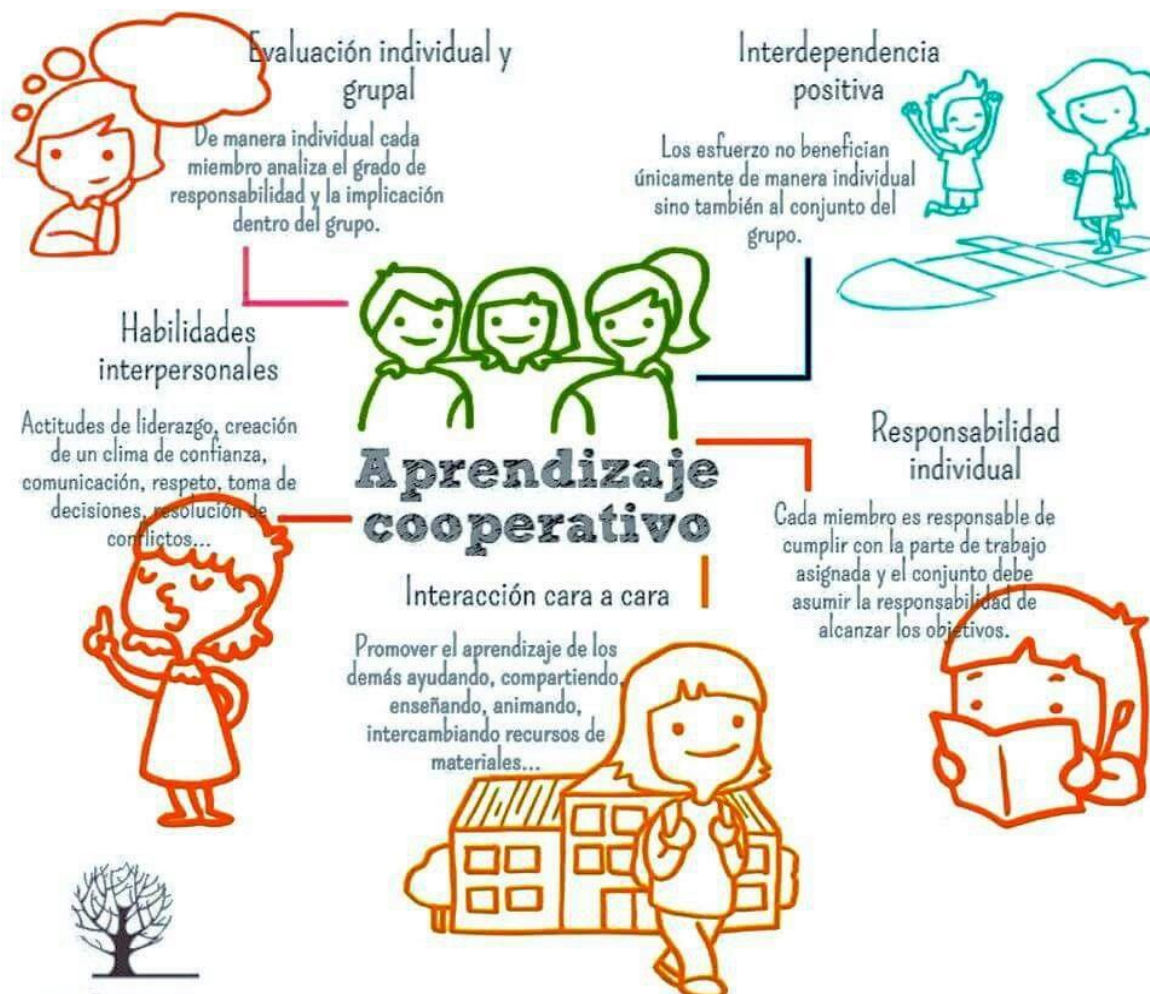 Evaluación individual y
grupal
De manera individual cada
miembro analiza el grado de
responsabilidad y la implicación
dentro del grupo.
Interdependencia
positiva
Los esfuerzo no benefician
únicamente de manera individual
sino también al conjunto del
grupo.
Habilidades
interpersonales
Actitudes de liderazgo, creación
de un clima de confianza,
comunicación, respeto, toma de
decisiones, resolución de
conflictos...
Aprendizaje
cooperativo
Responsabilidad
individual
Cada miembro es responsable de
cumplir con la parte de trabajo
asignada y el conjunto debe
asumir la responsabilidad de
alcanzar los objetivos.
Interacción cara a cara
Promover el aprendizaje de los
demás ayudando, compartiendo,
enseñando, animando,
intercambiando recursos de
materiales...